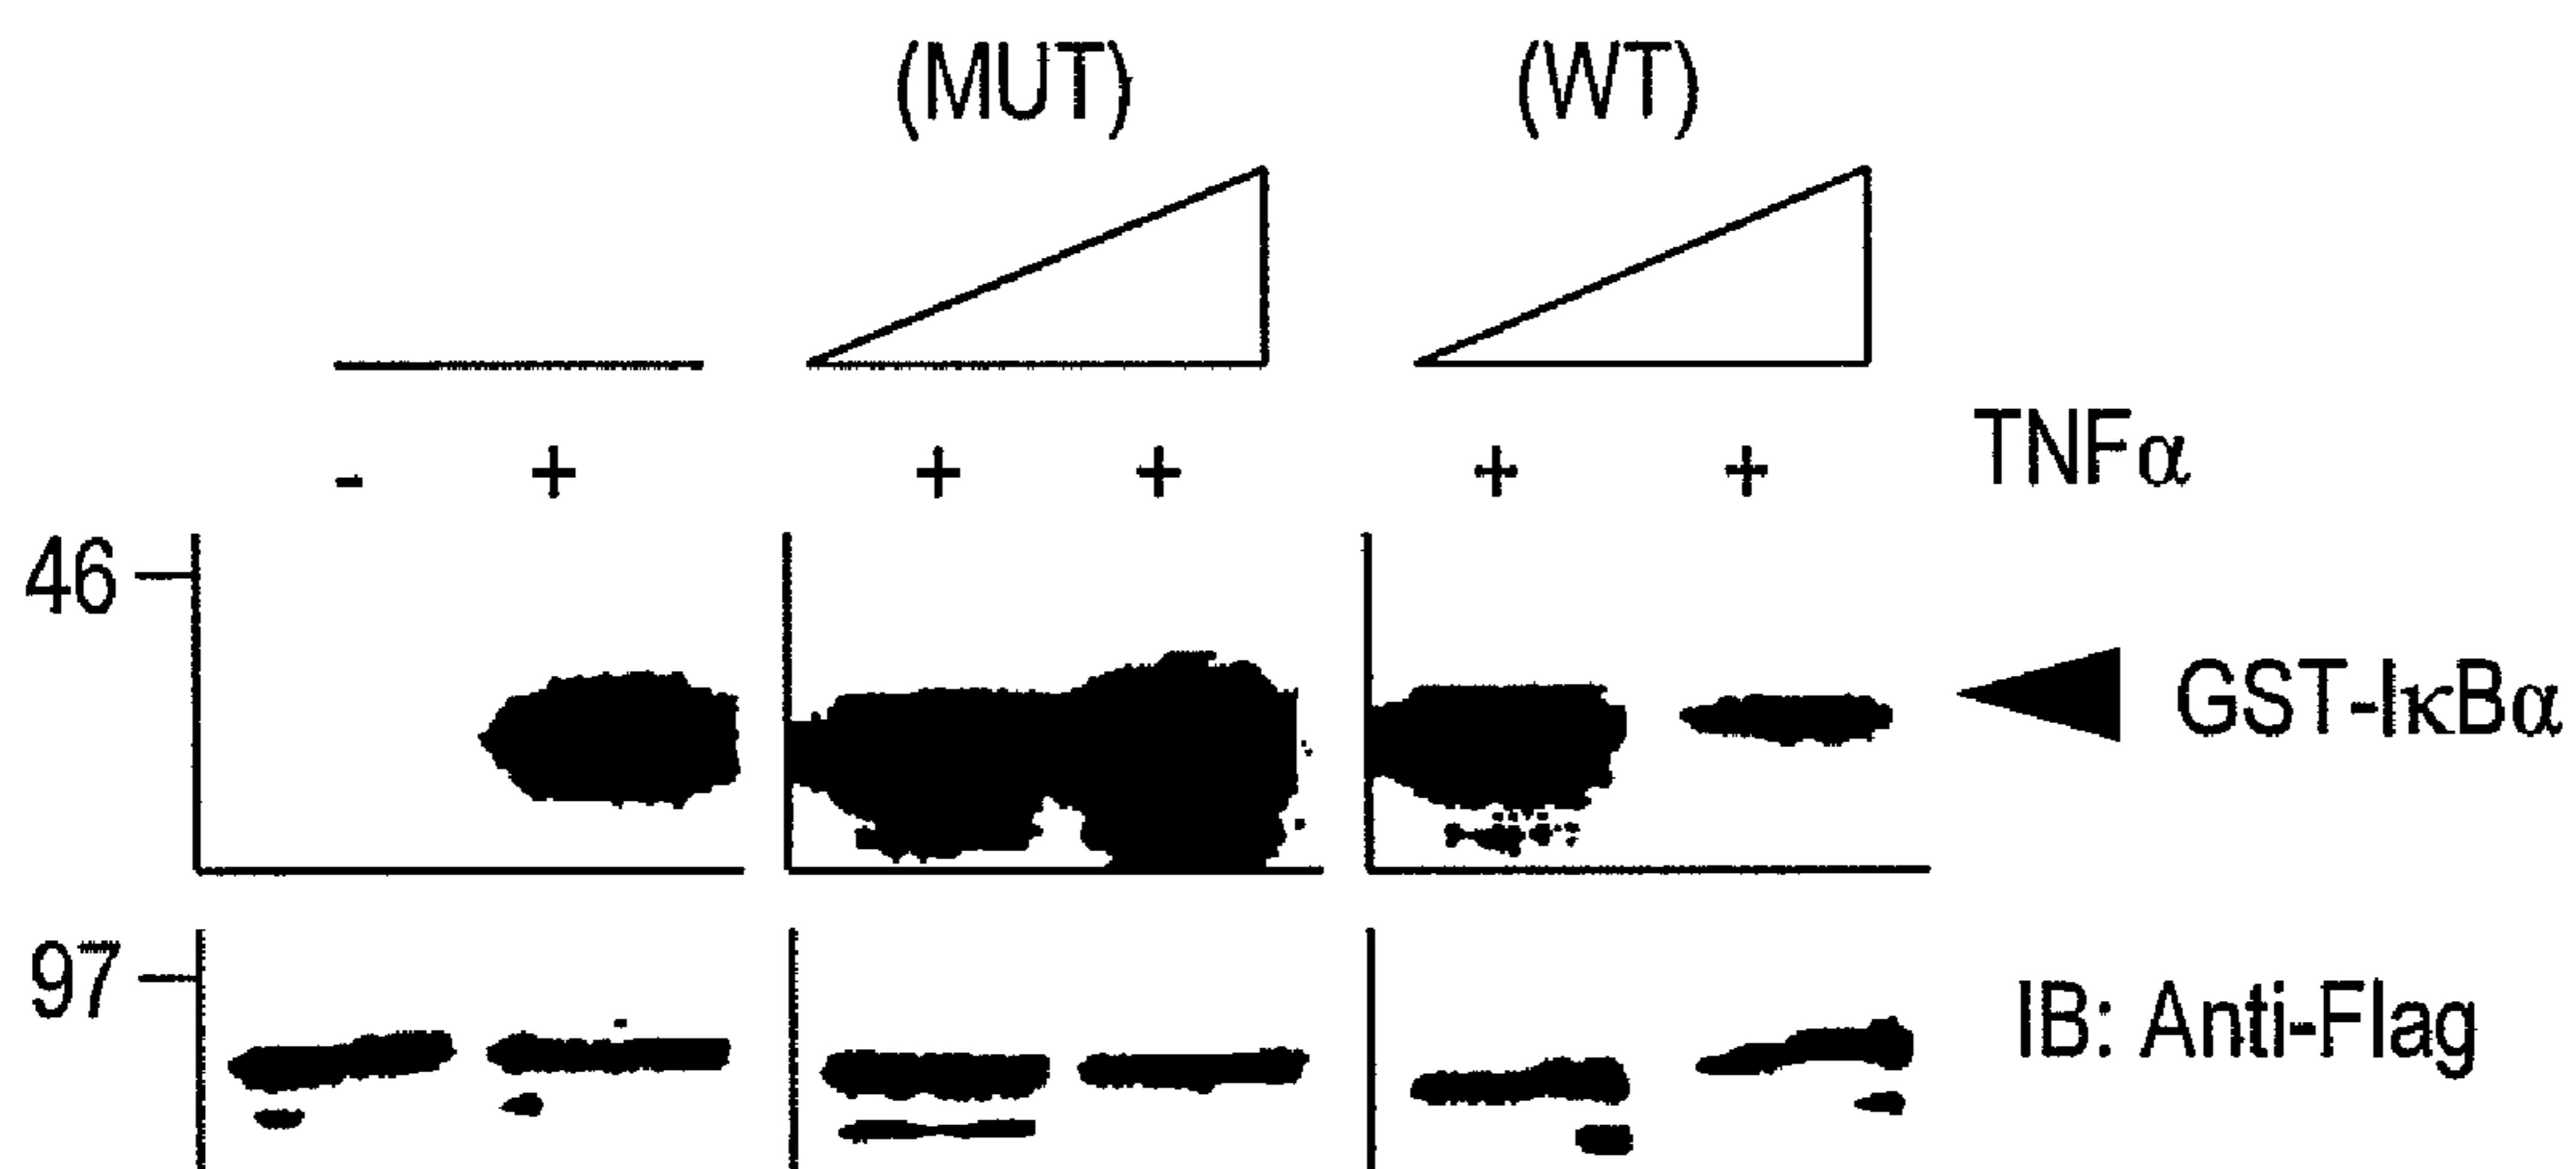 (MUT) (WT)
- + + + + + TNFα
46
GST-IκBα
97
IB: Anti-Flag